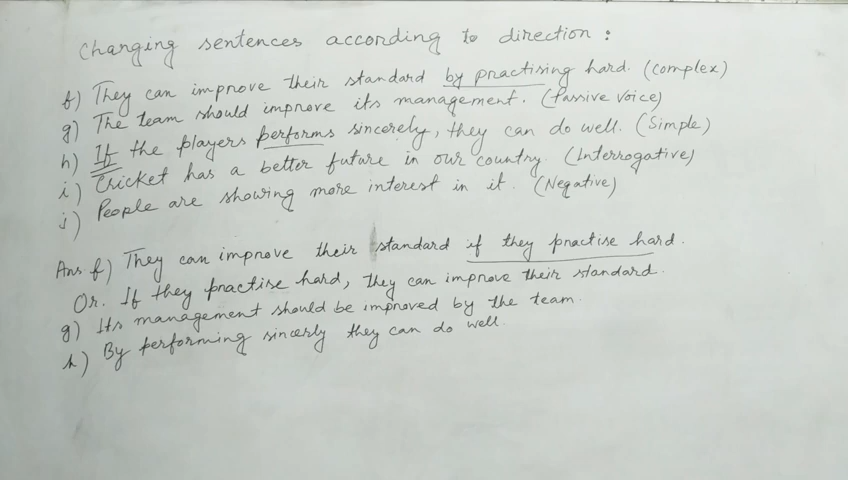 Changing sentences according to direction :
f) They can improve their standard by practising hard. (Complex)
g) The team should improve its management. (Passive Voice)
h) If the players performs sincerely, they can do well. (Simple)
i) Cricket has a better future in our country. (Interrogative)
j) People are showing more interest in it. (Negative)
Ans f) They can improve their standard if they practise hard.
Or. If they practise hard, they can improve their standard.
g) Its management should be improved by the team.
h) By performing sincerly they can do well.